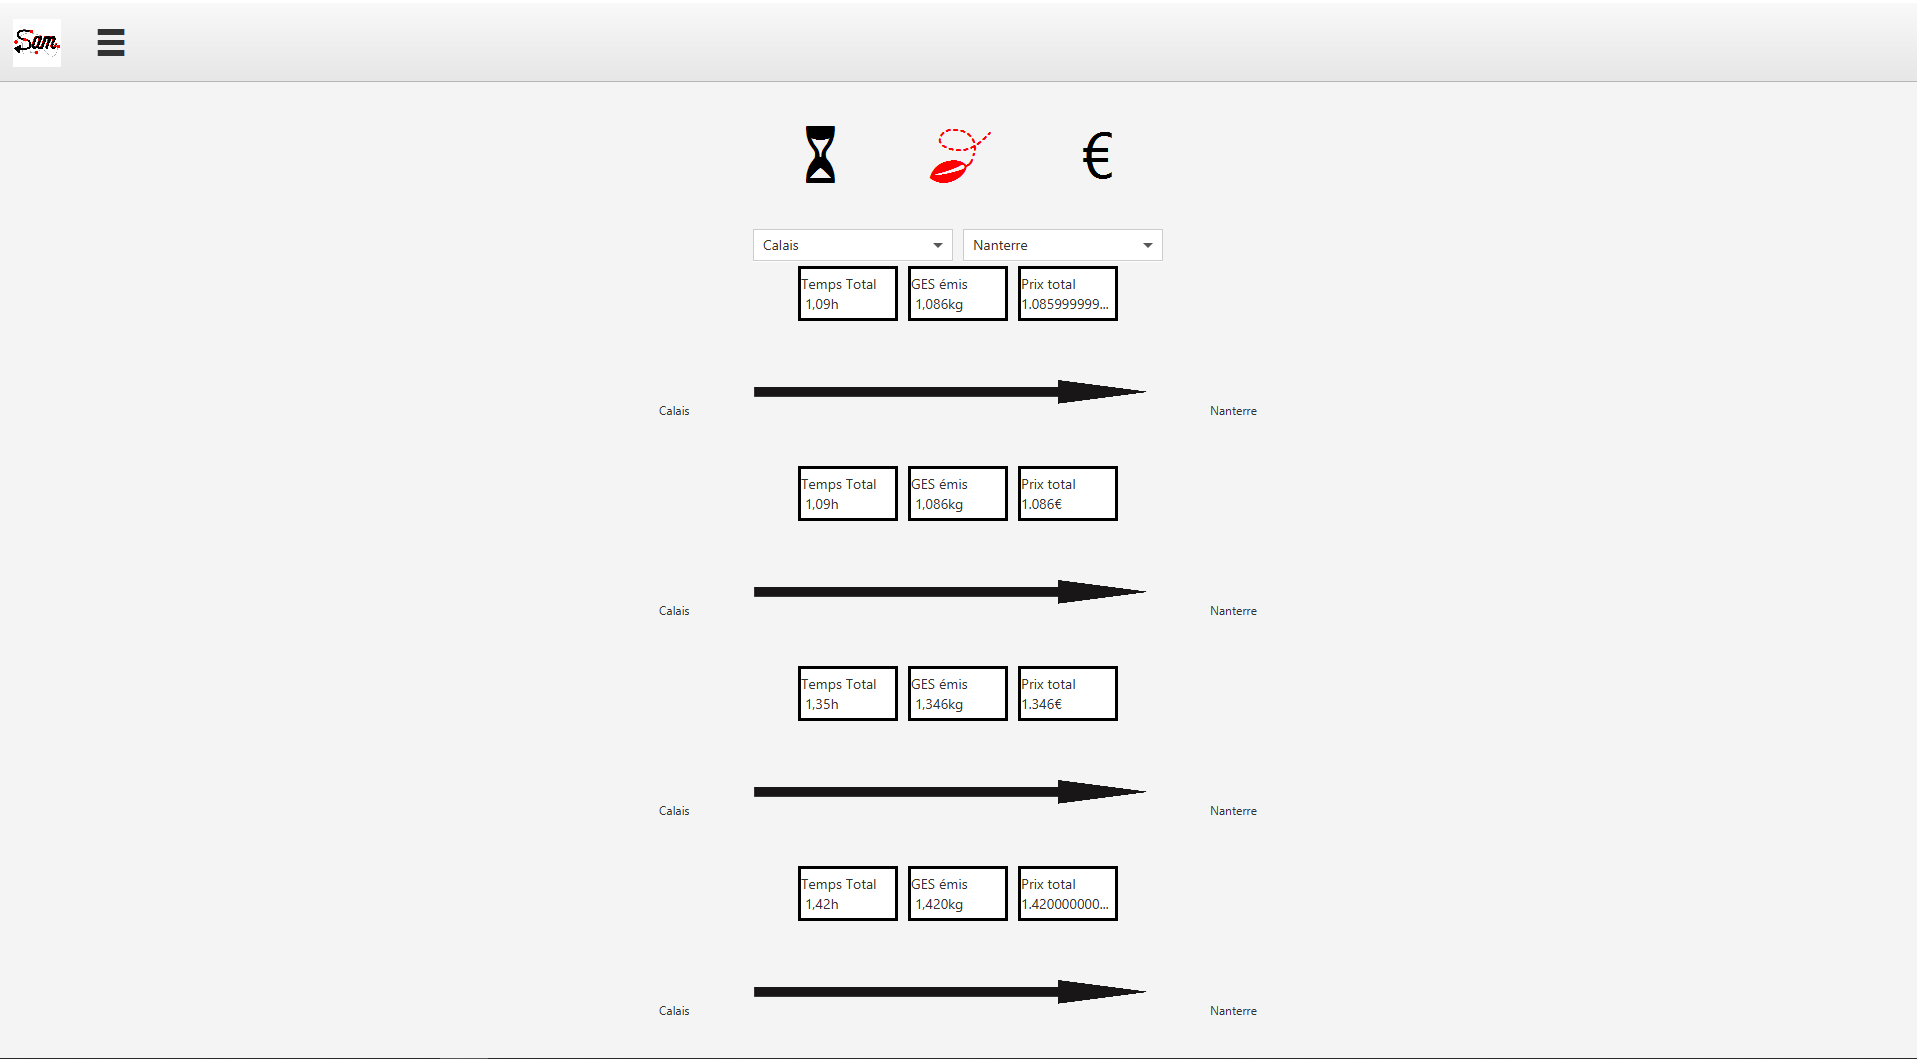 Sam.
€
Calais
Nanterre
Temps Total
1,09h
GES émis
1,086kg
Prix total
1.085999999...
Calais
Nanterre
Temps Total
1,09h
GES émis
1,086kg
Prix total
1.086€
Calais
Nanterre
Temps Total
1,35h
GES émis
1,346kg
Prix total
1.346€
Calais
Nanterre
Temps Total
1,42h
GES émis
1,420kg
Prix total
1.420000000...
Calais
Nanterre